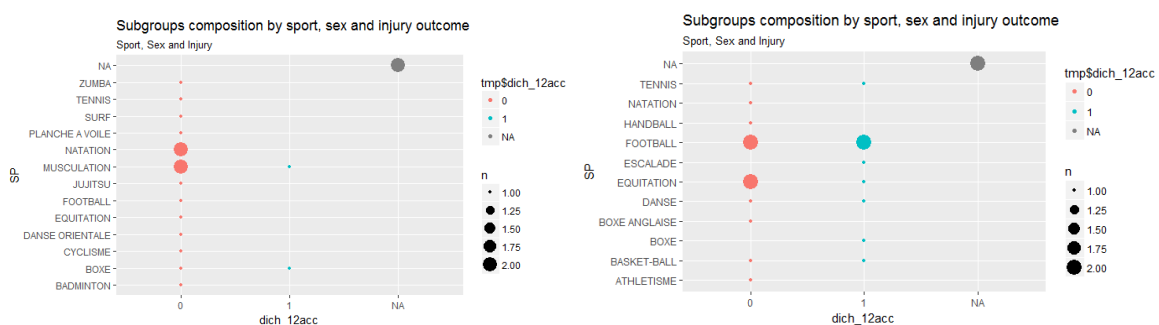 Subgroups composition by sport, sex and injury outcome
Sport, Sex and Injury
SP
NA
ZUMBA
TENNIS
SURF
PLANCHE A VOILE
NATATION
MUSCULATION
JUJITSU
FOOTBALL
EQUITATION
DANSE ORIENTALE
CYCLISME
BOXE
BADMINTON
0 1 NA
dich_12acc
tmp$dich_12acc
0
1
NA
n
1.00
1.25
1.50
1.75
2.00
Subgroups composition by sport, sex and injury outcome
Sport, Sex and Injury
SP
NA
TENNIS
NATATION
HANDBALL
FOOTBALL
ESCALADE
EQUITATION
DANSE
BOXE ANGLAISE
BOXE
BASKET-BALL
ATHLETISME
0 1 NA
dich_12acc
tmp$dich_12acc
0
1
NA
n
1.00
1.25
1.50
1.75
2.00